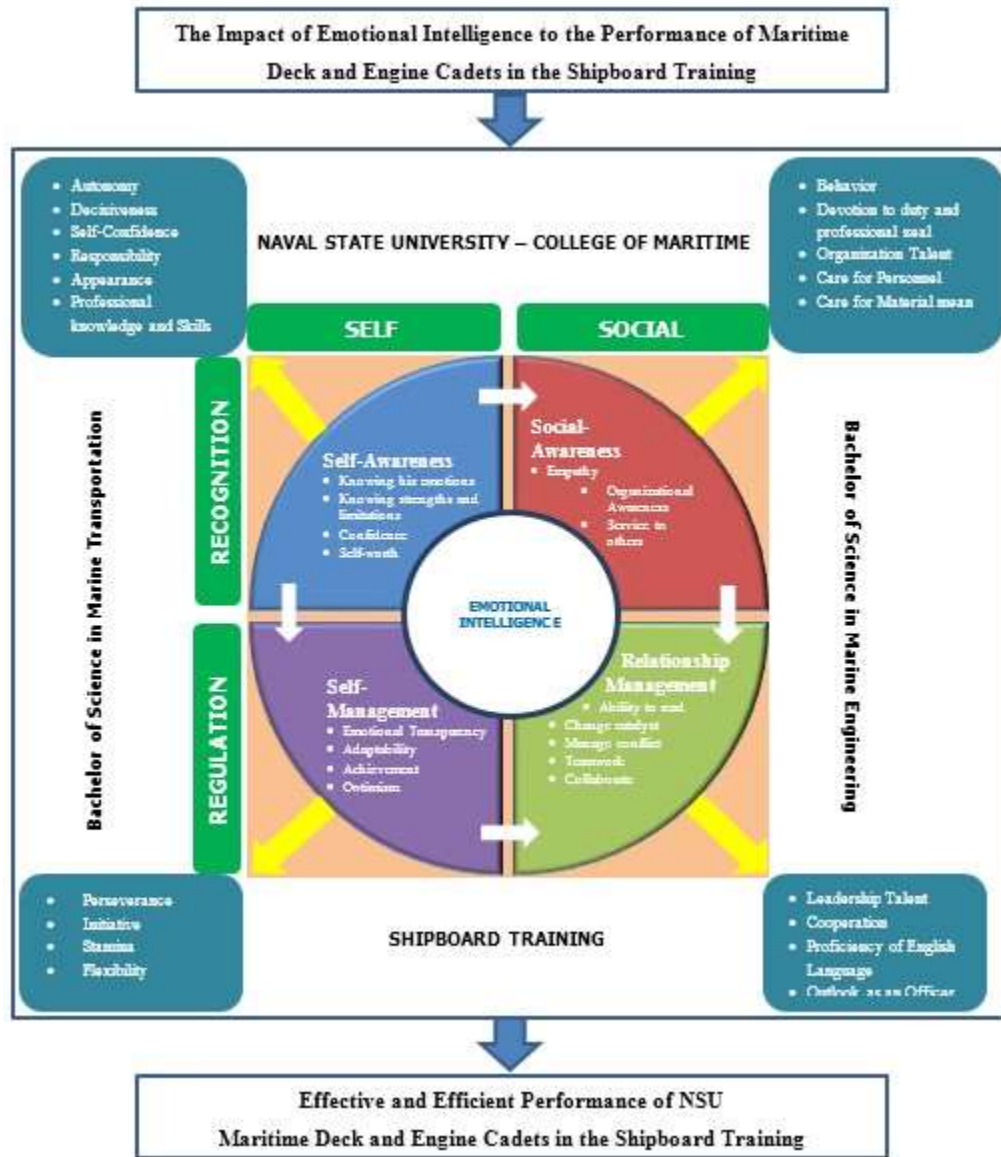 The Impact of Emotional Intelligence to the Performance of Maritime
Deck and Engine Cadets in the Shipboard Training
• Autonomy
• Decisiveness
• Self-Confidence
• Responsibility
• Appearance
• Professional
knowledge and Skills
• Behavior
• Devotion to duty and
professional seal
• Organization Talent
• Care for Personnel
• Care for Material mean
NAVAL STATE UNIVERSITY – COLLEGE OF MARITIME
SELF
SOCIAL
RECOGNITION
REGULATION
Bachelor of Science in Marine Transportation
Bachelor of Science in Marine Engineering
Self-Awareness
• Knowing his emotions
• Knowing strengths and
limitations
• Confidence
• Self-worth
Social-
Awareness
• Empathy
• Organizational
Awareness
• Service to
others
EMOTIONAL
INTELLIGENCE
Self-
Management
• Emotional Transparency
• Adaptability
• Achievement
• Optimism
Relationship
Management
• Ability to
• Change catalyst
• Manage conflict
• Teamwork
• Collaborate
• Perseverance
• Initiative
• Stamina
• Flexibility
SHIPBOARD TRAINING
• Leadership Talent
• Cooperation
• Proficiency of English
Language
• Outlook as an Officer
Effective and Efficient Performance of NSU
Maritime Deck and Engine Cadets in the Shipboard Training